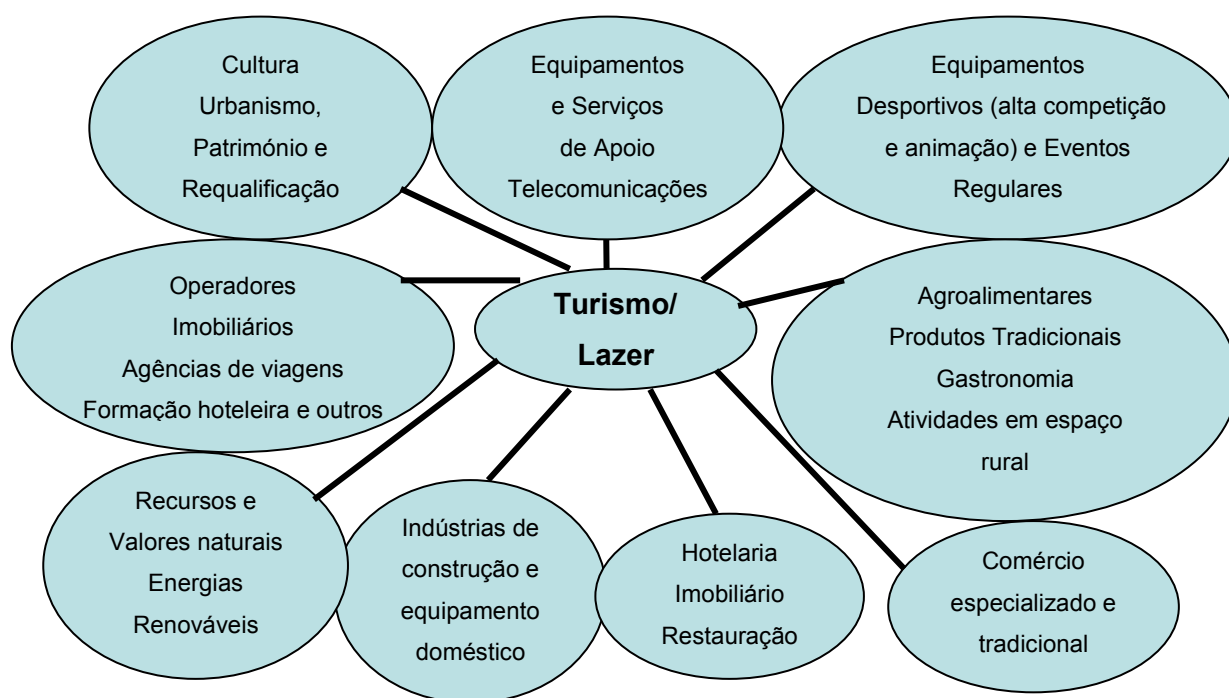 Cultura
Urbanismo,
Património e
Requalificação
Equipamentos
e Serviços
de Apoio
Telecomunicações
Equipamentos
Desportivos (alta competição
e animação) e Eventos
Regulares
Operadores
Imobiliários
Agências de viagens
Formação hoteleira e outros
Turismo/
Lazer
Agroalimentares
Produtos Tradicionais
Gastronomia
Atividades em espaço
rural
Recursos e
Valores naturais
Energias
Renováveis
Indústrias de
construção e
equipamento
doméstico
Hotelaria
Imobiliário
Restauração
Comércio
especializado e
tradicional